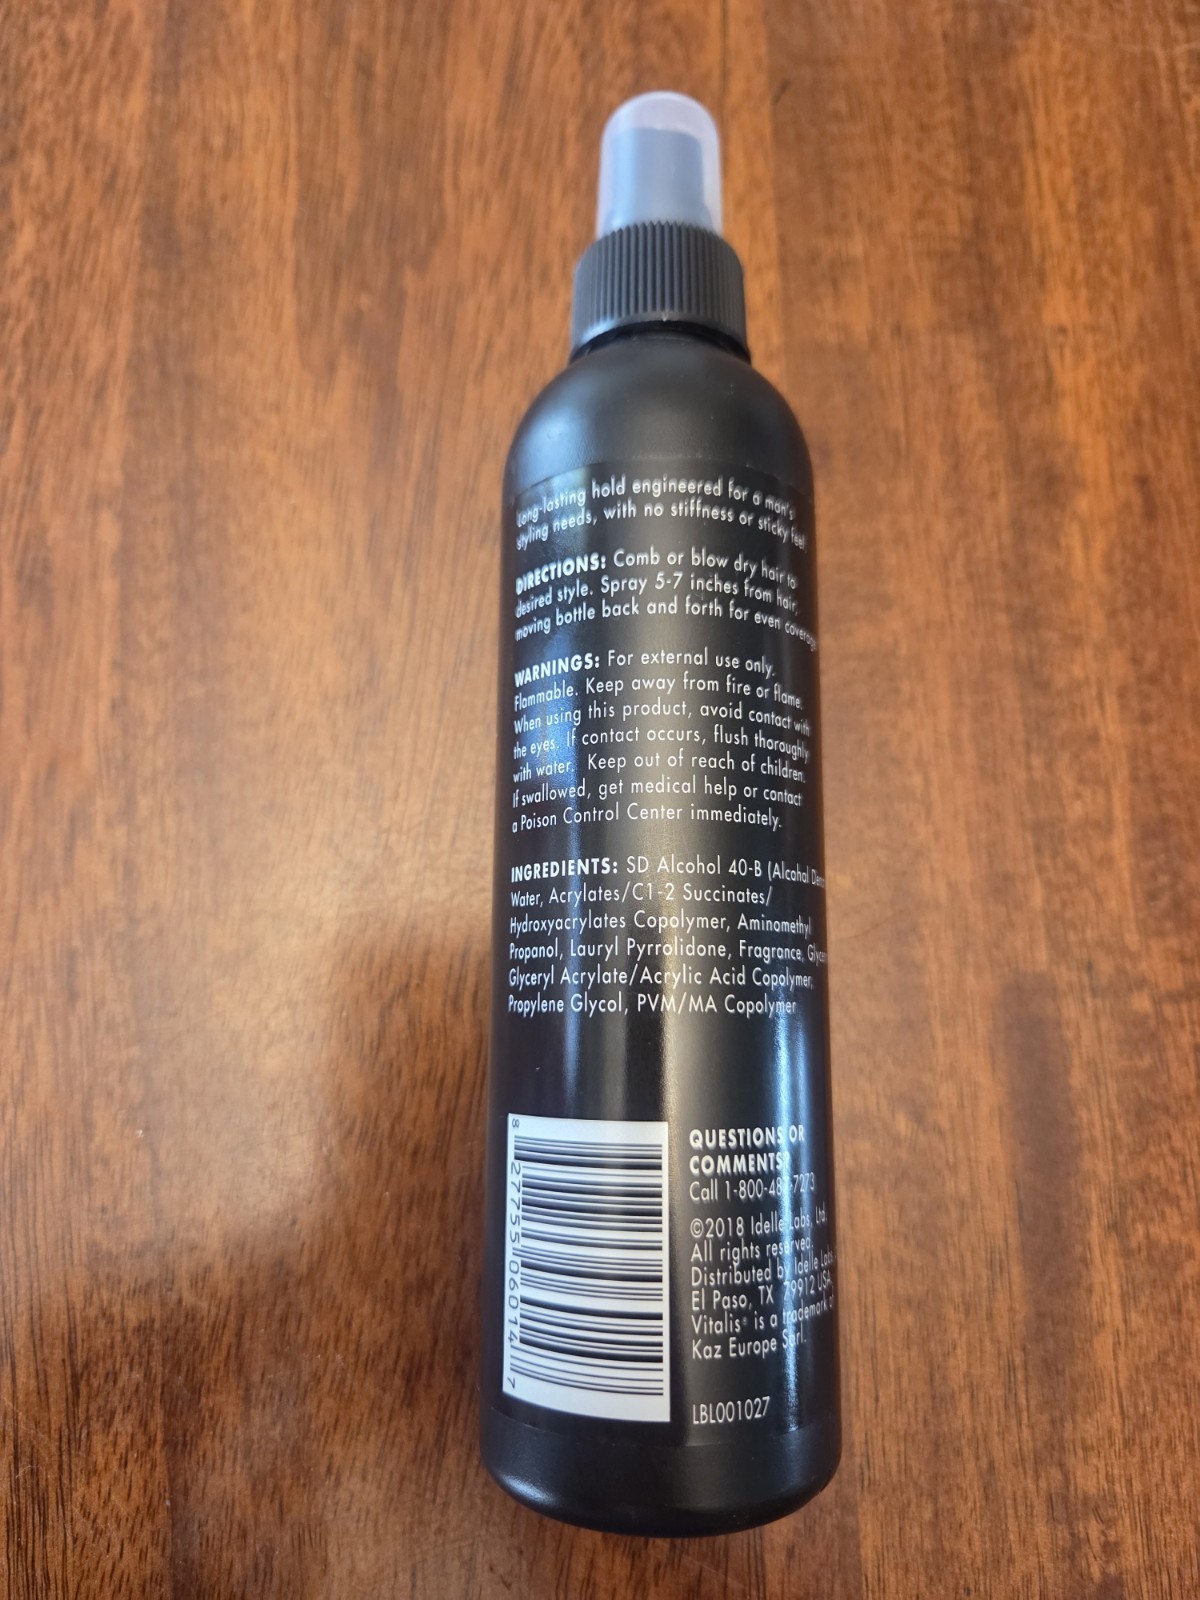 Long-lasting hold engineered for a man's
styling needs, with no stiffness or sticky feel.
DIRECTIONS: Comb or blow dry hair to
desired style. Spray 5-7 inches from hair,
moving bottle back and forth for even coverage
WARNINGS: For external use only.
Flammable. Keep away from fire or flame.
When using this product, avoid contact with
the eyes. If contact occurs, flush thoroughly
with water. Keep out of reach of children.
If swallowed, get medical help or contact
a Poison Control Center immediately.
INGREDIENTS: SD Alcohol 40-B (Alcohol
Water, Acrylates/C1-2 Succinates/
Hydroxyacrylates Copolymer, Aminomethyl
Propanol, Lauryl Pyrrolidone, Fragrance,
Glyceryl Acrylate/Acrylic Acid Copolymer,
Propylene Glycol, PVM/MA Copolymer
8 27755 06014 7
QUESTIONS OR
COMMENTS?
Call
©2018 Idelle Labs, Ltd.
All rights reserved.
Distributed by Idelle Labs
El Paso, TX 79912 USA
Vitalis® is a trademark of
Kaz Europe Sàrl.
LBL001027